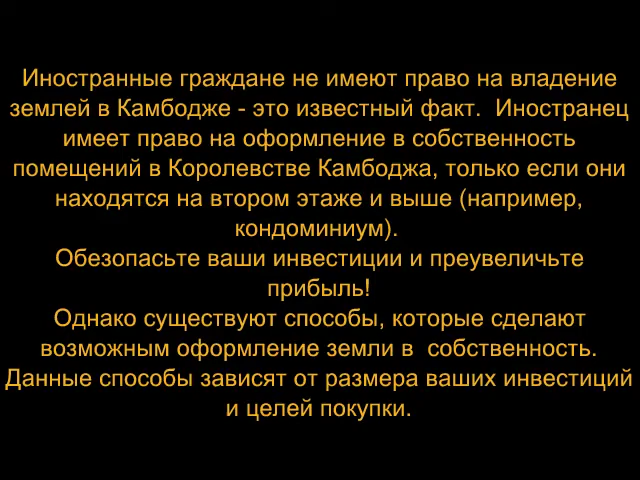 Иностранные граждане не имеют право на владение
землей в Камбодже - это известный факт.  Иностранец
имеет право на оформление в собственность
помещений в Королевстве Камбоджа, только если они
находятся на втором этаже и выше (например,
кондоминиум).
Обезопасьте ваши инвестиции и преувеличьте
прибыль!
Однако существуют способы, которые сделают
возможным оформление земли в  собственность.
Данные способы зависят от размера ваших инвестиций
и целей покупки.